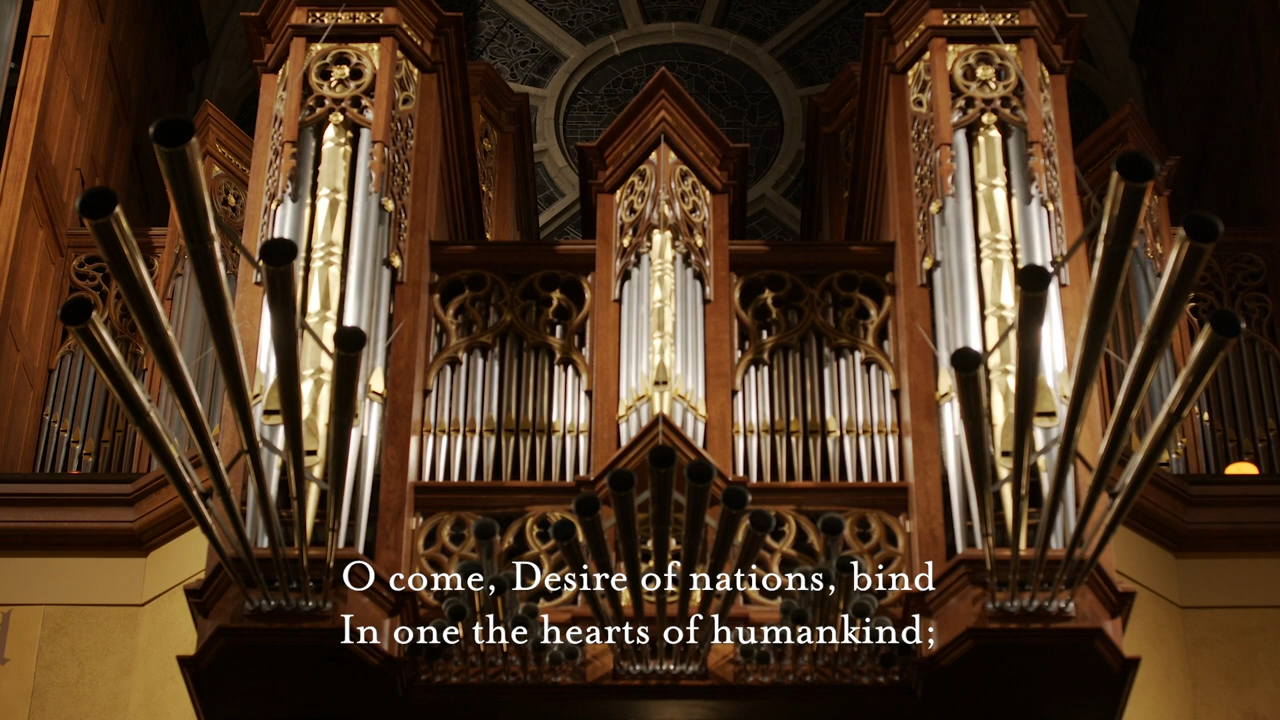 O come, Desire of nations, bind
In one the hearts of humankind;